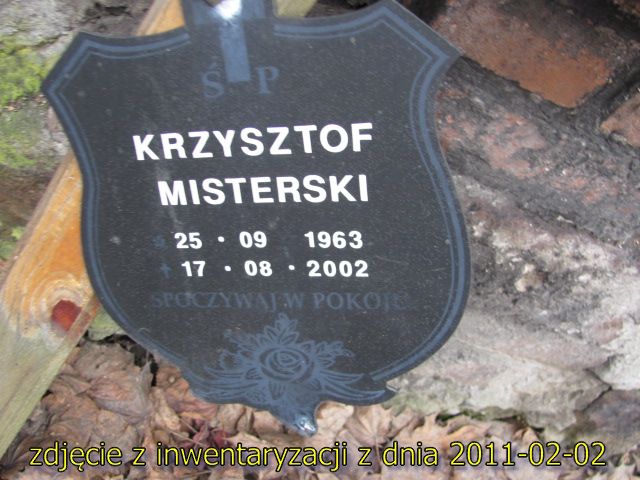 Ś P
KRZYSZTOF
MISTERSKI
25 • 09 1963
† 17 • 08 • 2002
SPOCZYWAJ W POKOJU
zdjęcie z inwentaryzacji z dnia 2011-02-02